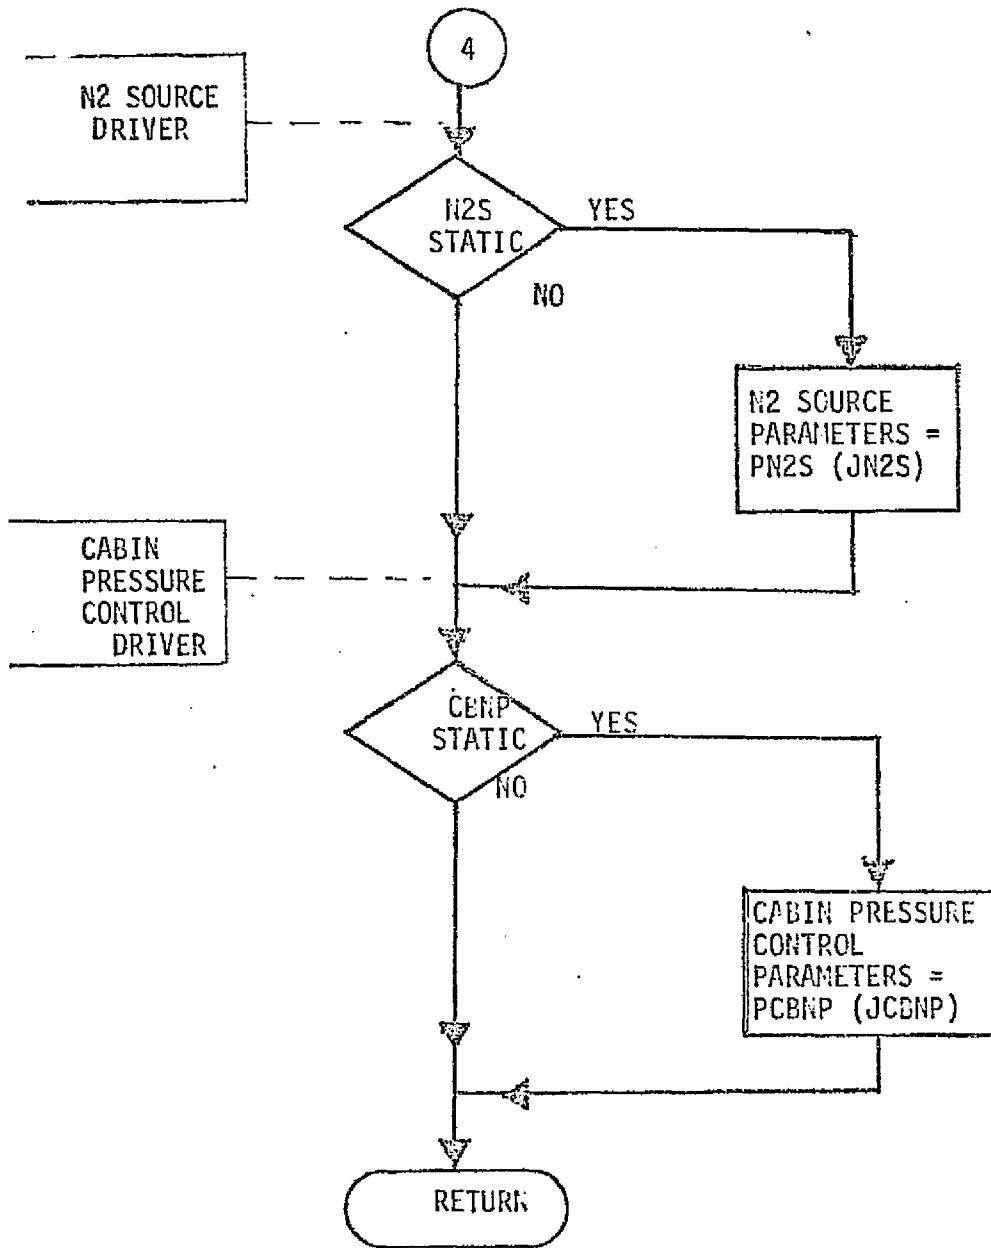 4
N2 SOURCE
DRIVER
N2S
STATIC
YES
NO
N2 SOURCE
PARAMETERS =
PN2S (JN2S)
CABIN
PRESSURE
CONTROL
DRIVER
CBNP
STATIC
YES
NO
CABIN PRESSURE
CONTROL
PARAMETERS =
PCBNP (JCBNP)
RETURN